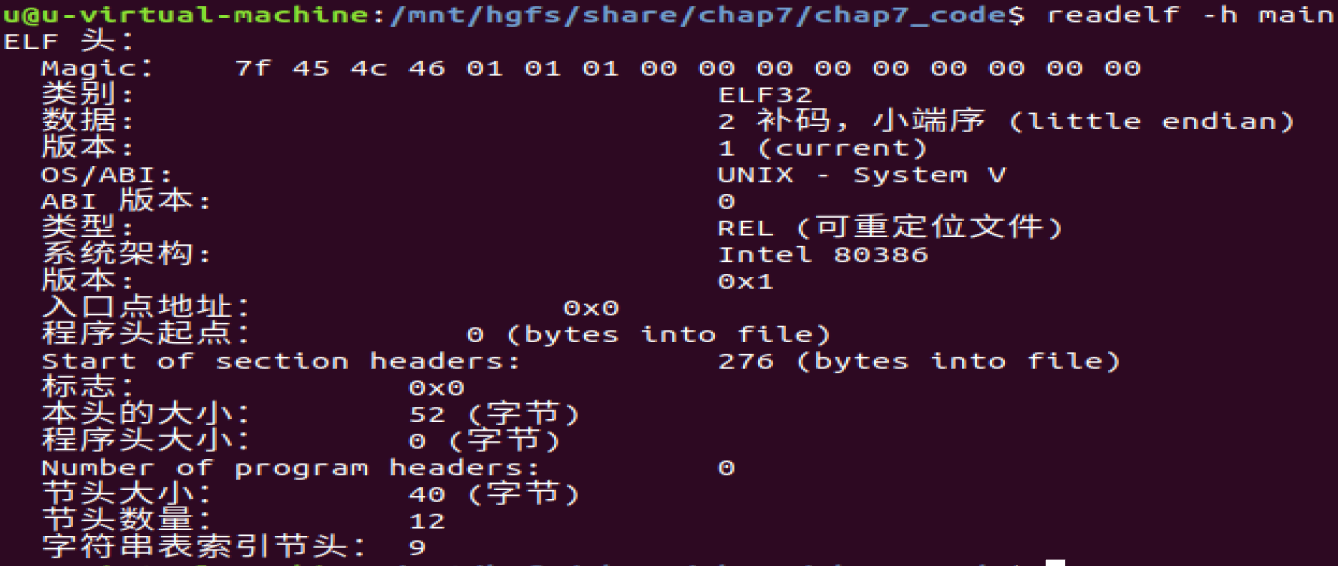 u@u-virtual-machine:/mnt/hgfs/share/chap7/chap7_code$ readelf -h main
ELF 头:
Magic: 7f 45 4c 46 01 01 01 00 00 00 00 00 00 00 00 00
类别: ELF32
数据: 2 补码, 小端序 (little endian)
版本: 1 (current)
OS/ABI: UNIX - System V
ABI 版本: 0
类型: REL (可重定位文件)
系统架构: Intel 80386
版本: 0x1
入口点地址: 0x0
程序头起点: 0 (bytes into file)
Start of section headers: 276 (bytes into file)
标志: 0x0
本头的大小: 52 (字节)
程序头大小: 0 (字节)
Number of program headers: 0
节头大小: 40 (字节)
节头数量: 12
字符串表索引节头: 9